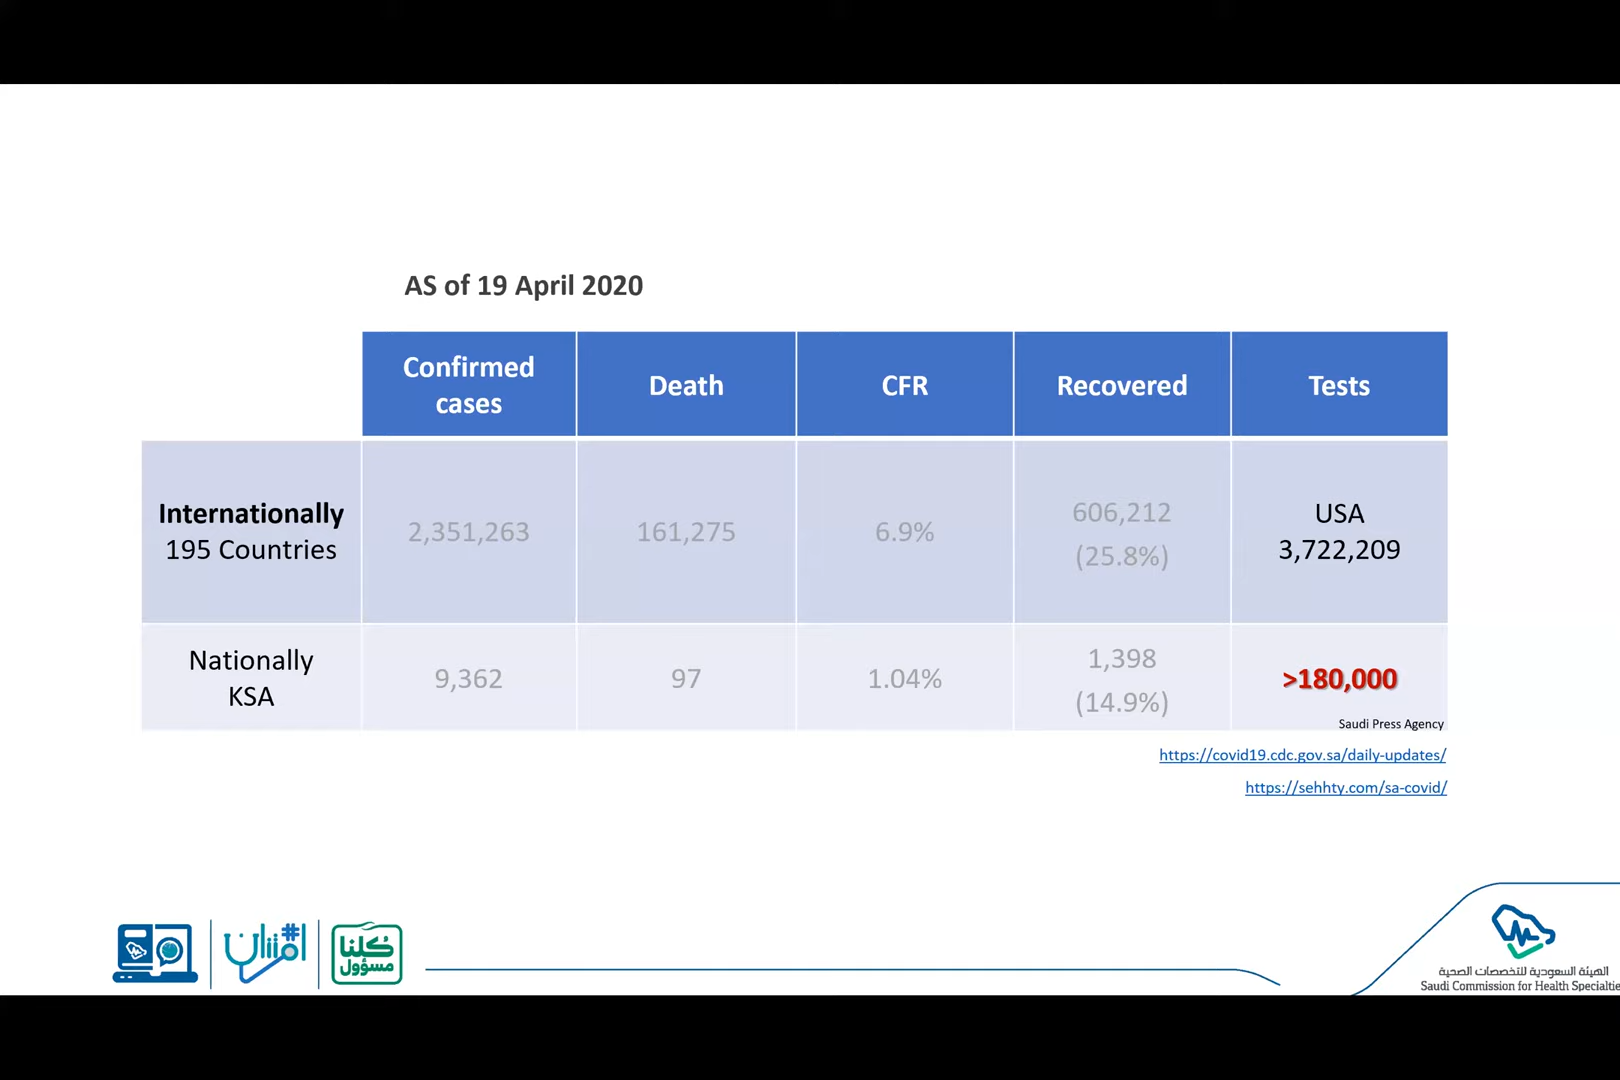 AS of 19 April 2020
Confirmed
cases
Death
CFR
Recovered
Tests
Internationally
195 Countries
2,351,263
161,275
6.9%
606,212
(25.8%)
USA
3,722,209
Nationally
KSA
9,362
97
1.04%
1,398
(14.9%)
>180,000
Saudi Press Agency
https://covid19.cdc.gov.sa/daily-updates/
https://sehhty.com/sa-covid/
#امتنان
كلنا
مسؤول
الهيئة السعودية للتخصصات الصحية
Saudi Commission for Health Specialtie